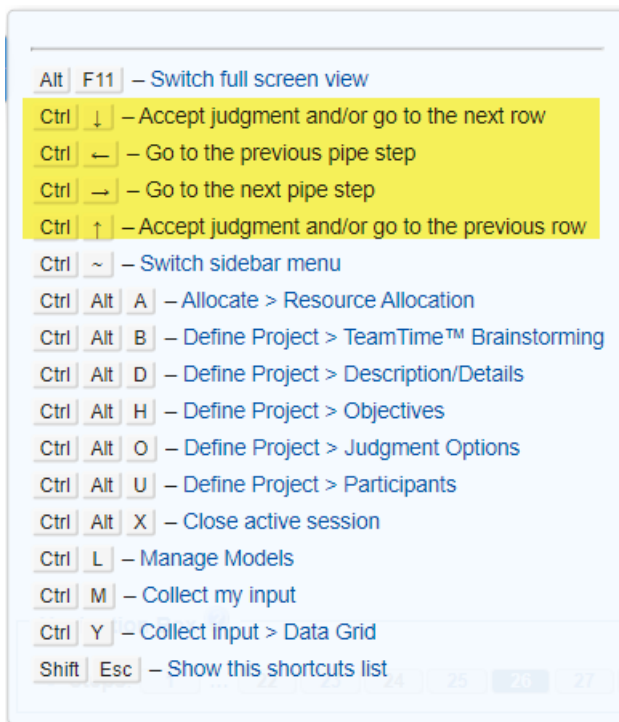 Alt F11 – Switch full screen view
Ctrl ↓ – Accept judgment and/or go to the next row
Ctrl ← – Go to the previous pipe step
Ctrl → – Go to the next pipe step
Ctrl ↑ – Accept judgment and/or go to the previous row
Ctrl ~ – Switch sidebar menu
Ctrl Alt A – Allocate > Resource Allocation
Ctrl Alt B – Define Project > TeamTime™ Brainstorming
Ctrl Alt D – Define Project > Description/Details
Ctrl Alt H – Define Project > Objectives
Ctrl Alt O – Define Project > Judgment Options
Ctrl Alt U – Define Project > Participants
Ctrl Alt X – Close active session
Ctrl L – Manage Models
Ctrl M – Collect my input
Ctrl Y – Collect input > Data Grid
Shift Esc – Show this shortcuts list
24 25 26 27